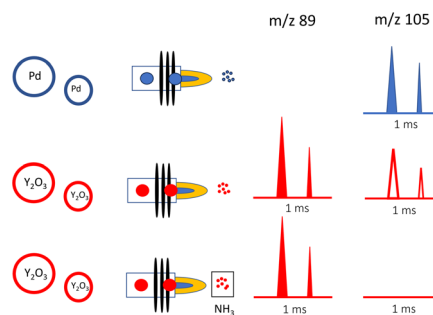 m/z 89 m/z 105
Pd Pd
1 ms
Y₂O₃ Y₂O₃
1 ms 1 ms
Y₂O₃ Y₂O₃
NH₃ 1 ms 1 ms